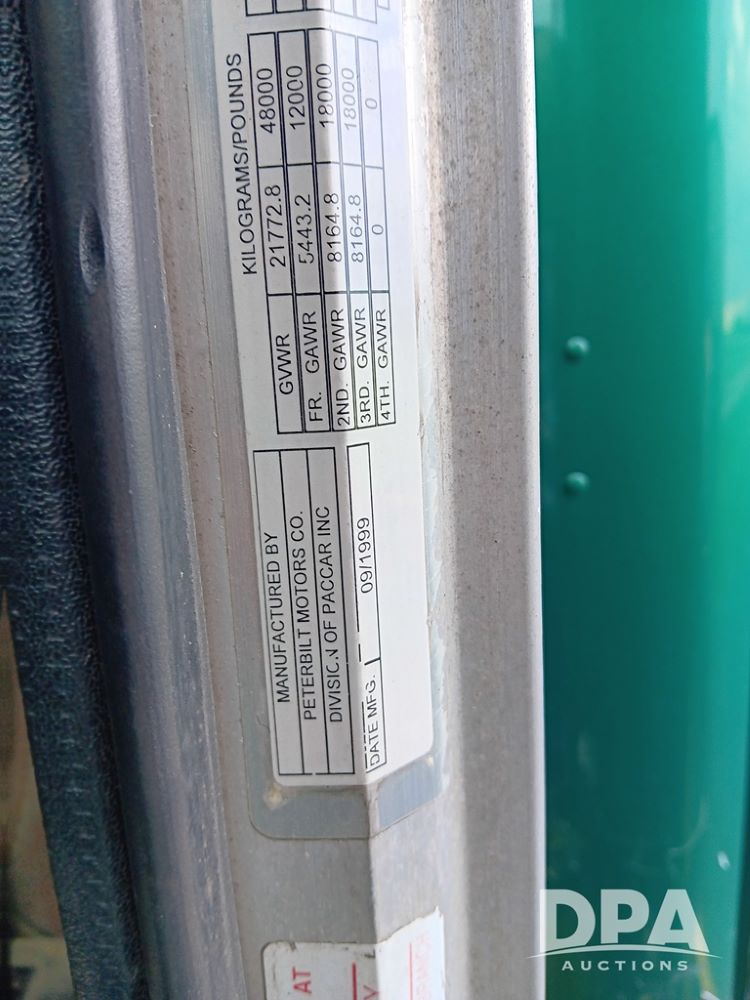 MANUFACTURED BY
PETERBILT MOTORS CO.
DIVISION OF PACCAR INC
DATE MFG. 09/1999
KILOGRAMS/POUNDS
GVWR 21772.8 48000
FR. GAWR 5443.2 12000
2ND. GAWR 8164.8 18000
3RD. GAWR 8164.8 18000
4TH. GAWR 0 0
AT
DPA
AUCTIONS